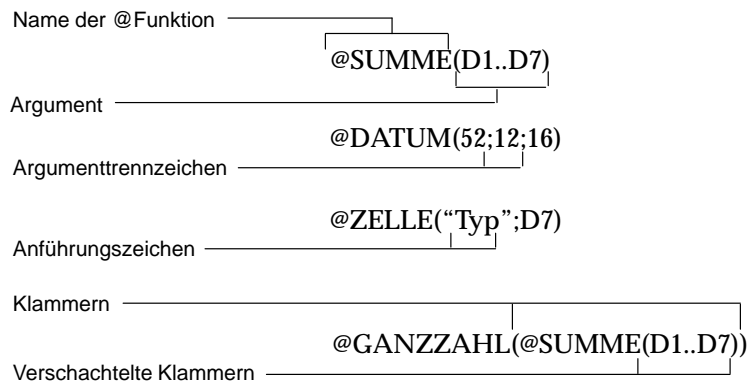 Name der @Funktion
@SUMME(D1..D7)
Argument
@DATUM(52;12;16)
Argumenttrennzeichen
@ZELLE(“Typ”;D7)
Anführungszeichen
Klammern
@GANZZAHL(@SUMME(D1..D7))
Verschachtelte Klammern